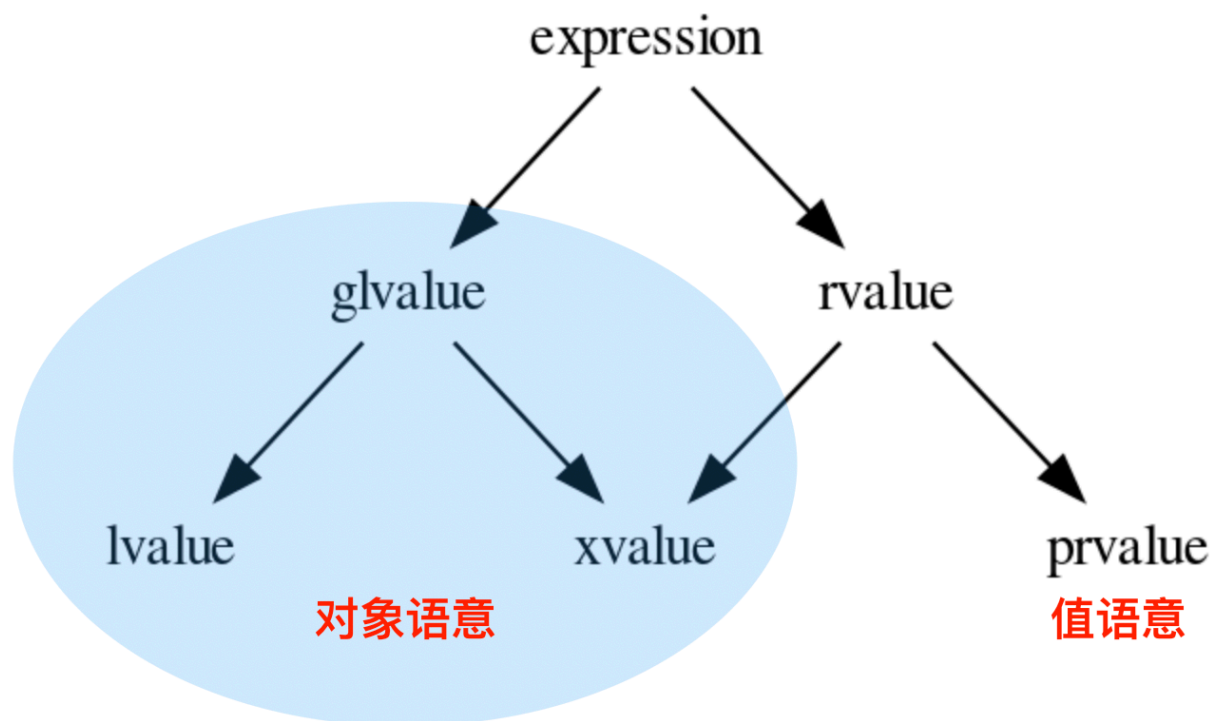 expression
glvalue
rvalue
lvalue
xvalue
prvalue
对象语意
值语意